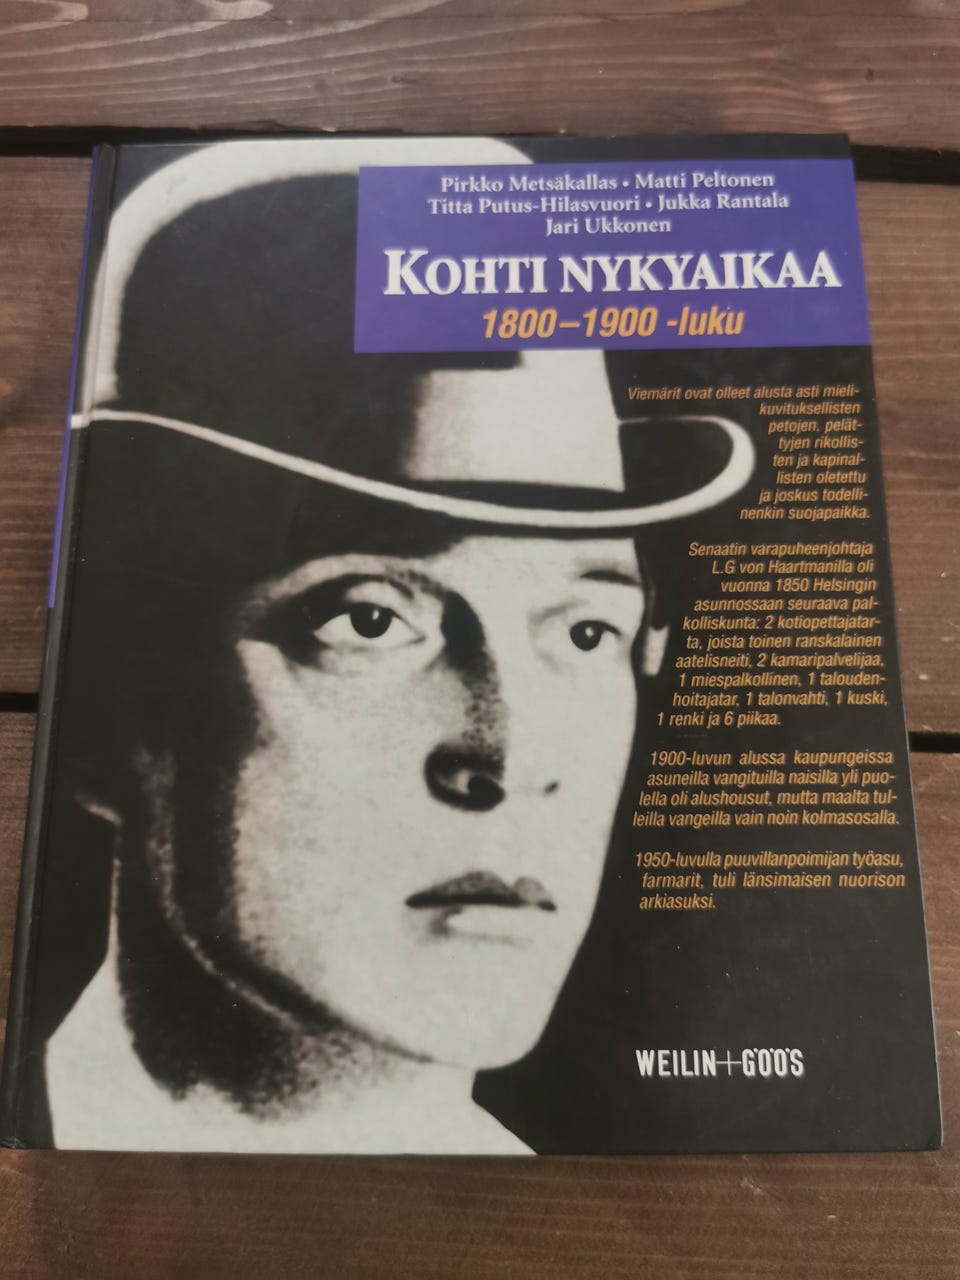 Pirkko Metsäkallas • Matti Peltonen
Titta Putus-Hilasvuori • Jukka Rantala
Jari Ukkonen
KOHTI NYKYAIKAA
1800–1900 -luku
Viemärit ovat olleet alusta asti mieli-
kuvituksellisten
petojen, pelät-
tyjen rikollis-
ten ja kapinal-
listen oletettu
ja joskus todelli-
nenkin suojapaikka.
Senaatin varapuheenjohtaja
L.G von Haartmanilla oli
vuonna 1850 Helsingin
asunnossaan seuraava pal-
kolliskunta: 2 kotiopettajatar-
ta, joista toinen ranskalainen
aatelisneiti, 2 kamaripalvelijaa,
1 miespalkollinen, 1 talouden-
hoitajatar, 1 talonvahti, 1 kuski,
1 renki ja 6 piikaa.
1900-luvun alussa kaupungeissa
asuneilla vangituilla naisilla yli puo-
lella oli alushousut, mutta maalta tul-
leilla vangeilla vain noin kolmasosalla.
1950-luvulla puuvillanpoimijan työasu,
farmarit, tuli länsimaisen nuorison
arkiasuksi.
WEILIN+GÖÖS